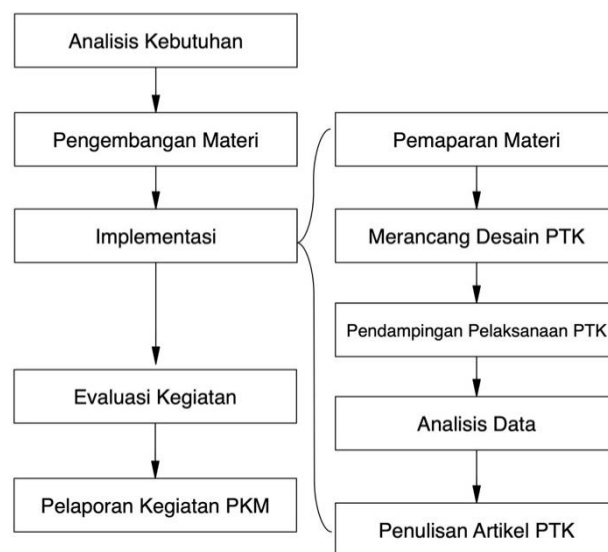 Analisis Kebutuhan
Pengembangan Materi
Implementasi
Evaluasi Kegiatan
Pelaporan Kegiatan PKM
Pemaparan Materi
Merancang Desain PTK
Pendampingan Pelaksanaan PTK
Analisis Data
Penulisan Artikel PTK